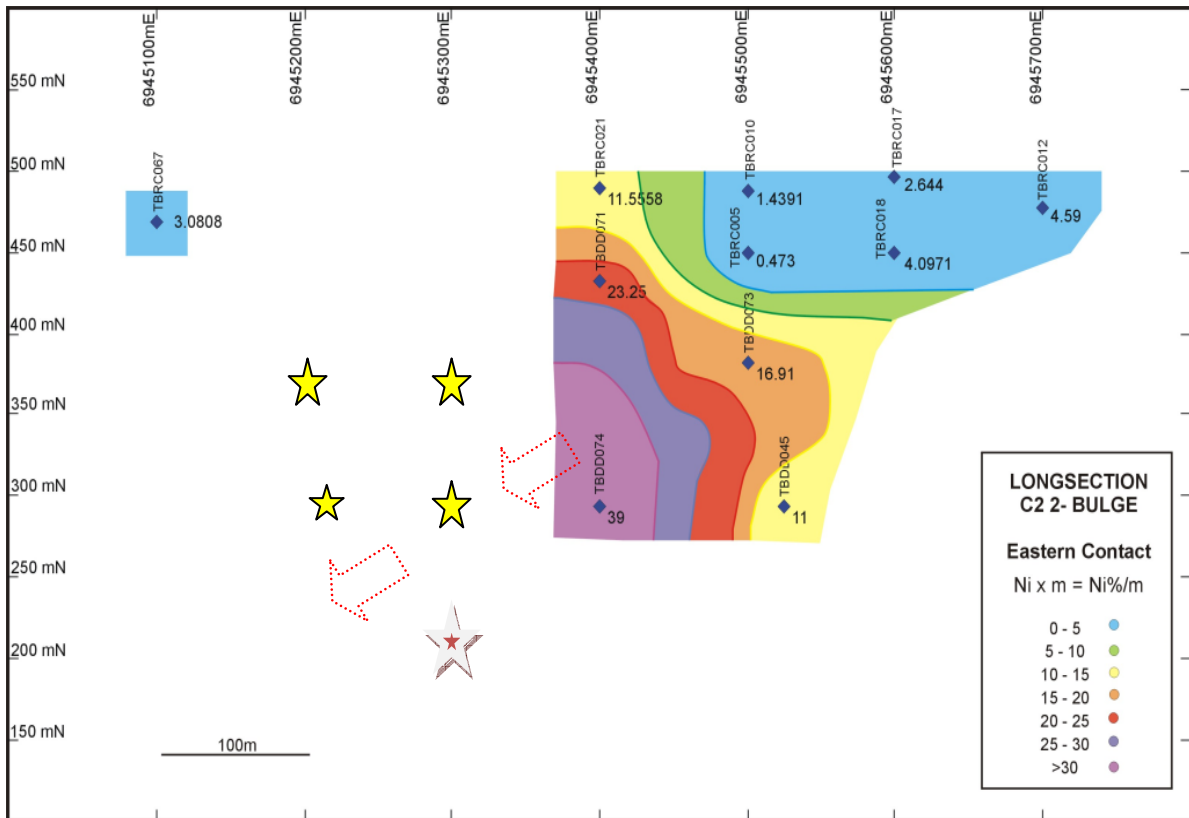 6945100mE
6945200mE
6945300mE
6945400mE
6945500mE
6945600mE
6945700mE
550 mN
500 mN
450 mN
400 mN
350 mN
300 mN
250 mN
200 mN
150 mN
TBRC067
3.0808
TBRC021
11.5558
TBDD071
23.25
TBDD074
39
TBRC010
1.4391
TBRC005
0.473
TBDD073
16.91
TBDD045
11
TBRC017
2.644
TBRC018
4.0971
TBRC012
4.59
100m
LONGSECTION
C2 2- BULGE
Eastern Contact
Ni x m = Ni%/m
0 - 5
5 - 10
10 - 15
15 - 20
20 - 25
25 - 30
>30